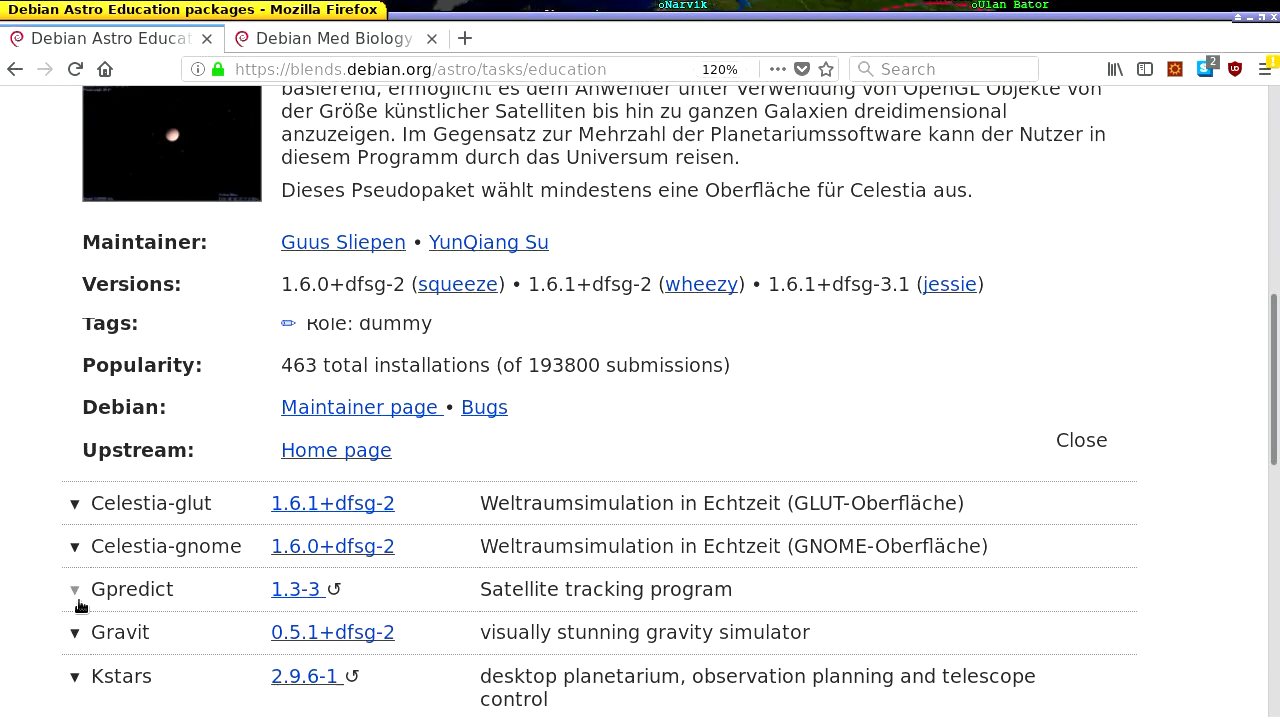 Debian Astro Education packages - Mozilla Firefox
Narvik
Ulan Bator
Debian Astro Educat
Debian Med Biology
https://blends.debian.org/astro/tasks/education
120%
Search
2
basierend, ermöglicht es dem Anwender unter Verwendung von OpenGL Objekte von
der Größe künstlicher Satelliten bis hin zu ganzen Galaxien dreidimensional
anzuzeigen. Im Gegensatz zur Mehrzahl der Planetariumssoftware kann der Nutzer in
diesem Programm durch das Universum reisen.
Dieses Pseudopaket wählt mindestens eine Oberfläche für Celestia aus.
Maintainer: Guus Sliepen • YunQiang Su
Versions: 1.6.0+dfsg-2 (squeeze) • 1.6.1+dfsg-2 (wheezy) • 1.6.1+dfsg-3.1 (jessie)
Tags: ✏ Role: dummy
Popularity: 463 total installations (of 193800 submissions)
Debian: Maintainer page • Bugs
Upstream: Home page
Close
▼ Celestia-glut 1.6.1+dfsg-2 Weltraumsimulation in Echtzeit (GLUT-Oberfläche)
▼ Celestia-gnome 1.6.0+dfsg-2 Weltraumsimulation in Echtzeit (GNOME-Oberfläche)
▼ Gpredict 1.3-3 ↺ Satellite tracking program
▼ Gravit 0.5.1+dfsg-2 visually stunning gravity simulator
▼ Kstars 2.9.6-1 ↺ desktop planetarium, observation planning and telescope
control